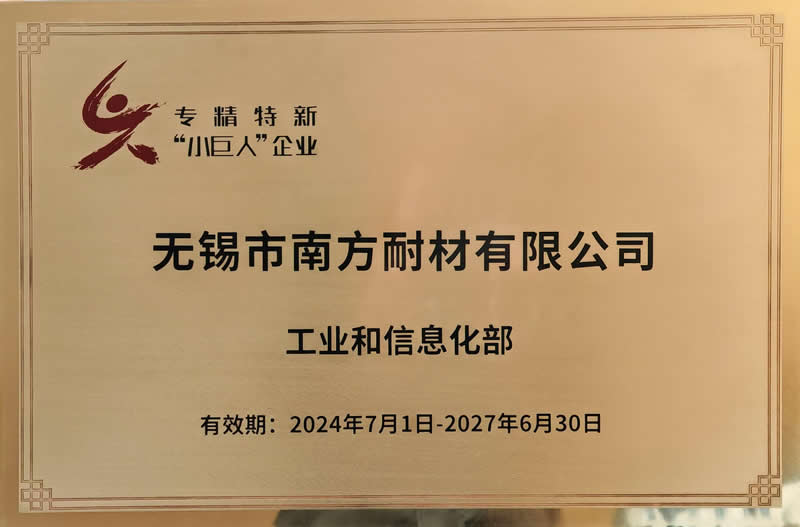 专精特新
“小巨人”企业
无锡市南方耐材有限公司
工业和信息化部
有效期：2024年7月1日-2027年6月30日